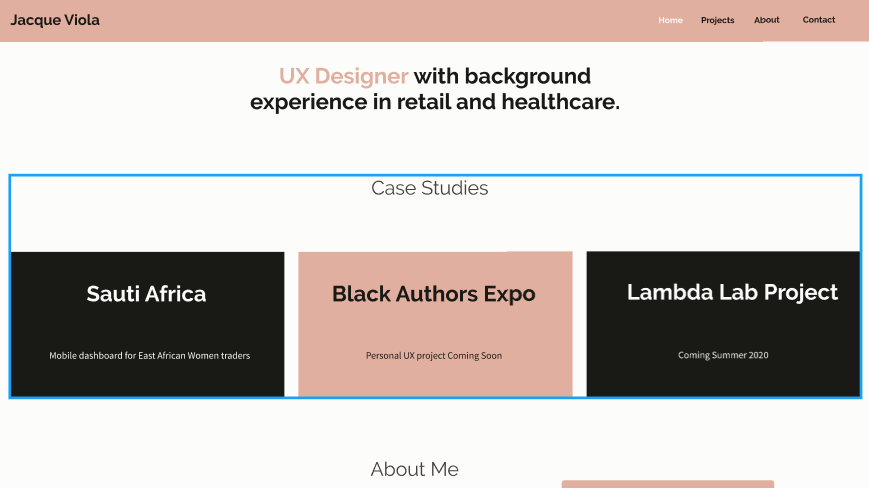 Jacque Viola
Home Projects About Contact
UX Designer with background
experience in retail and healthcare.
Case Studies
Sauti Africa
Mobile dashboard for East African Women traders
Black Authors Expo
Personal UX project Coming Soon
Lambda Lab Project
Coming Summer 2020
About Me